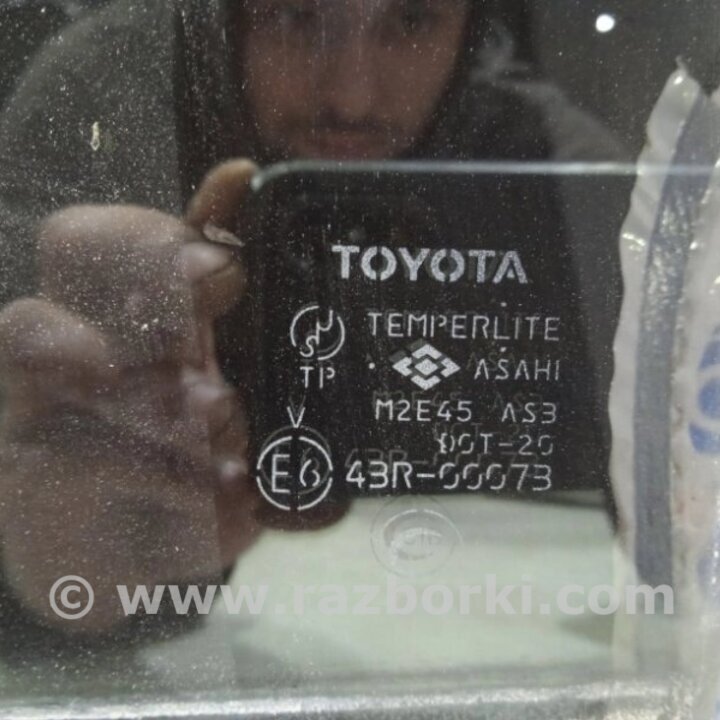 TOYOTA
TEMPERLITE
TP ASAHI
M2E45 AS3
DOT-20
V
E6 43R-00073
© www.razborki.com